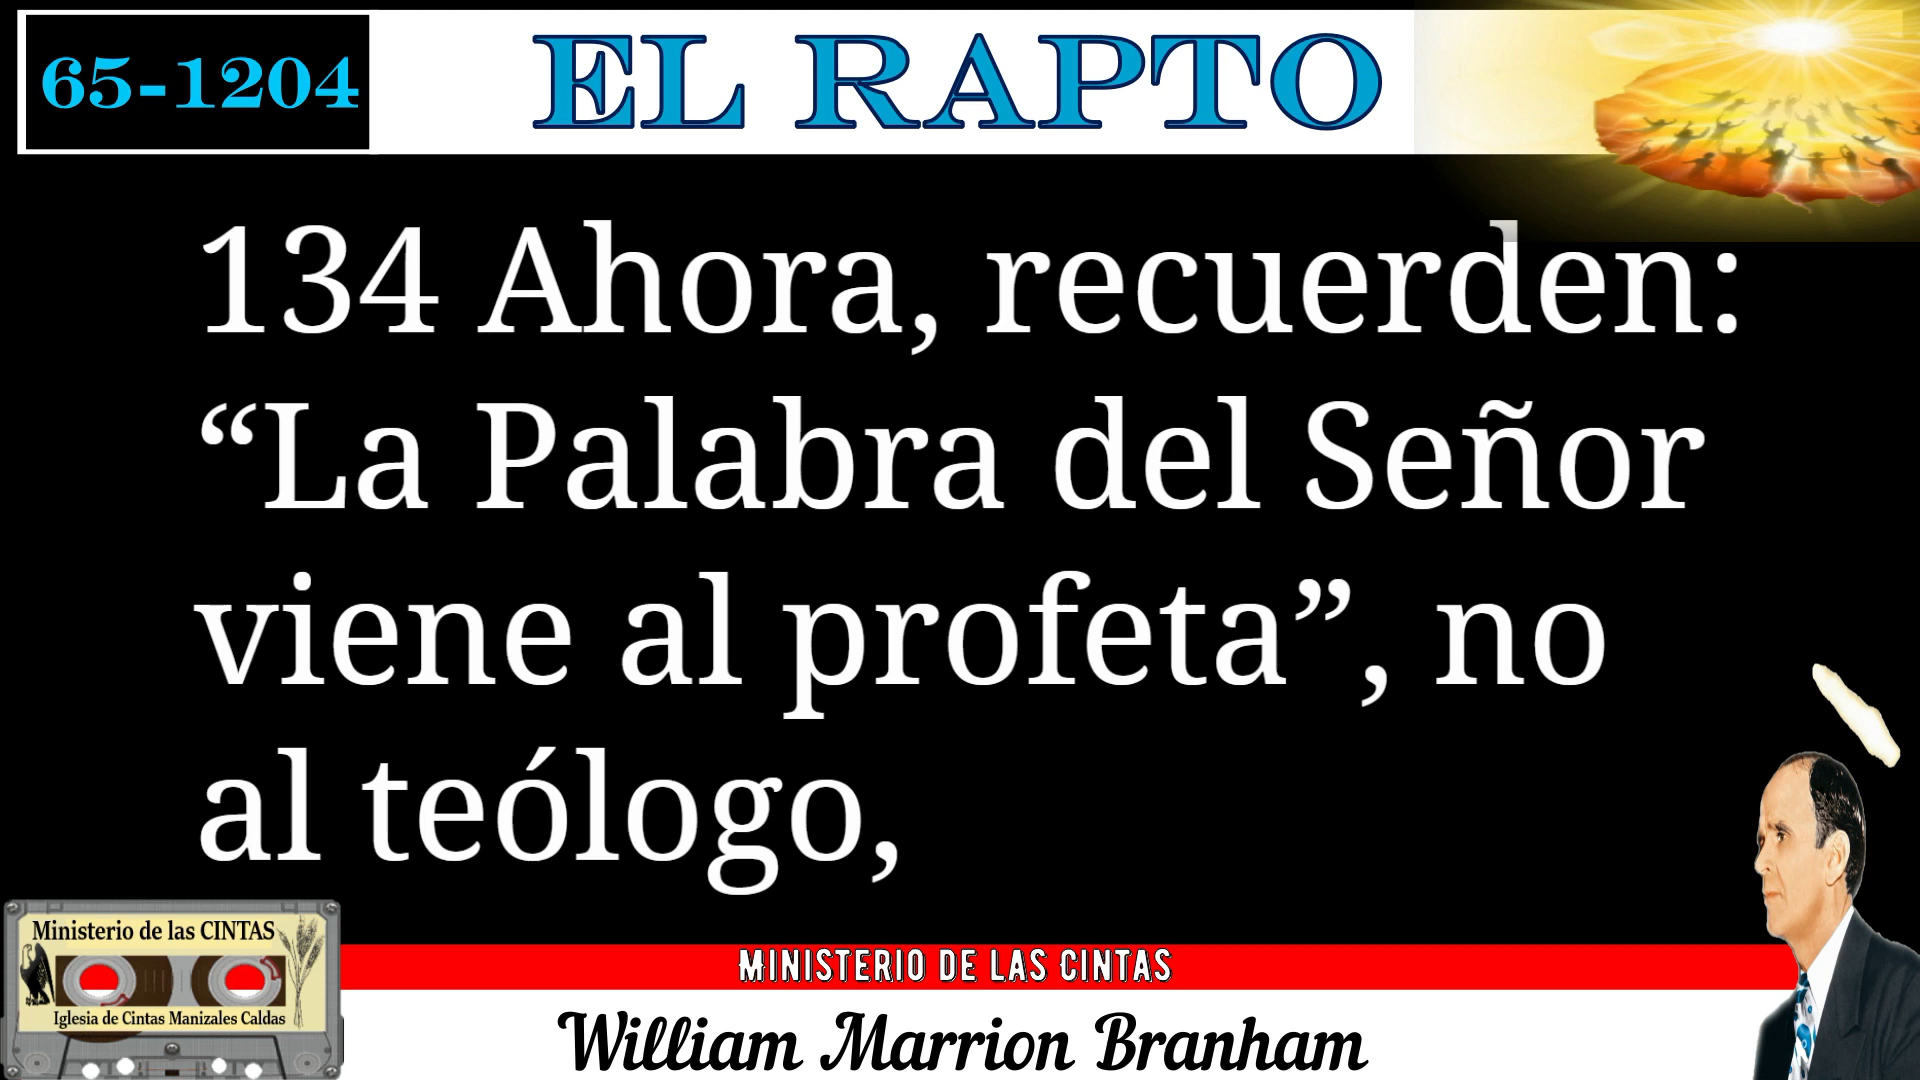 65-1204
EL RAPTO
134 Ahora, recuerden:
“La Palabra del Señor
viene al profeta”, no
al teólogo,
Ministerio de las CINTAS
Iglesia de Cintas Manizales Caldas
MINISTERIO DE LAS CINTAS
William Marrion Branham